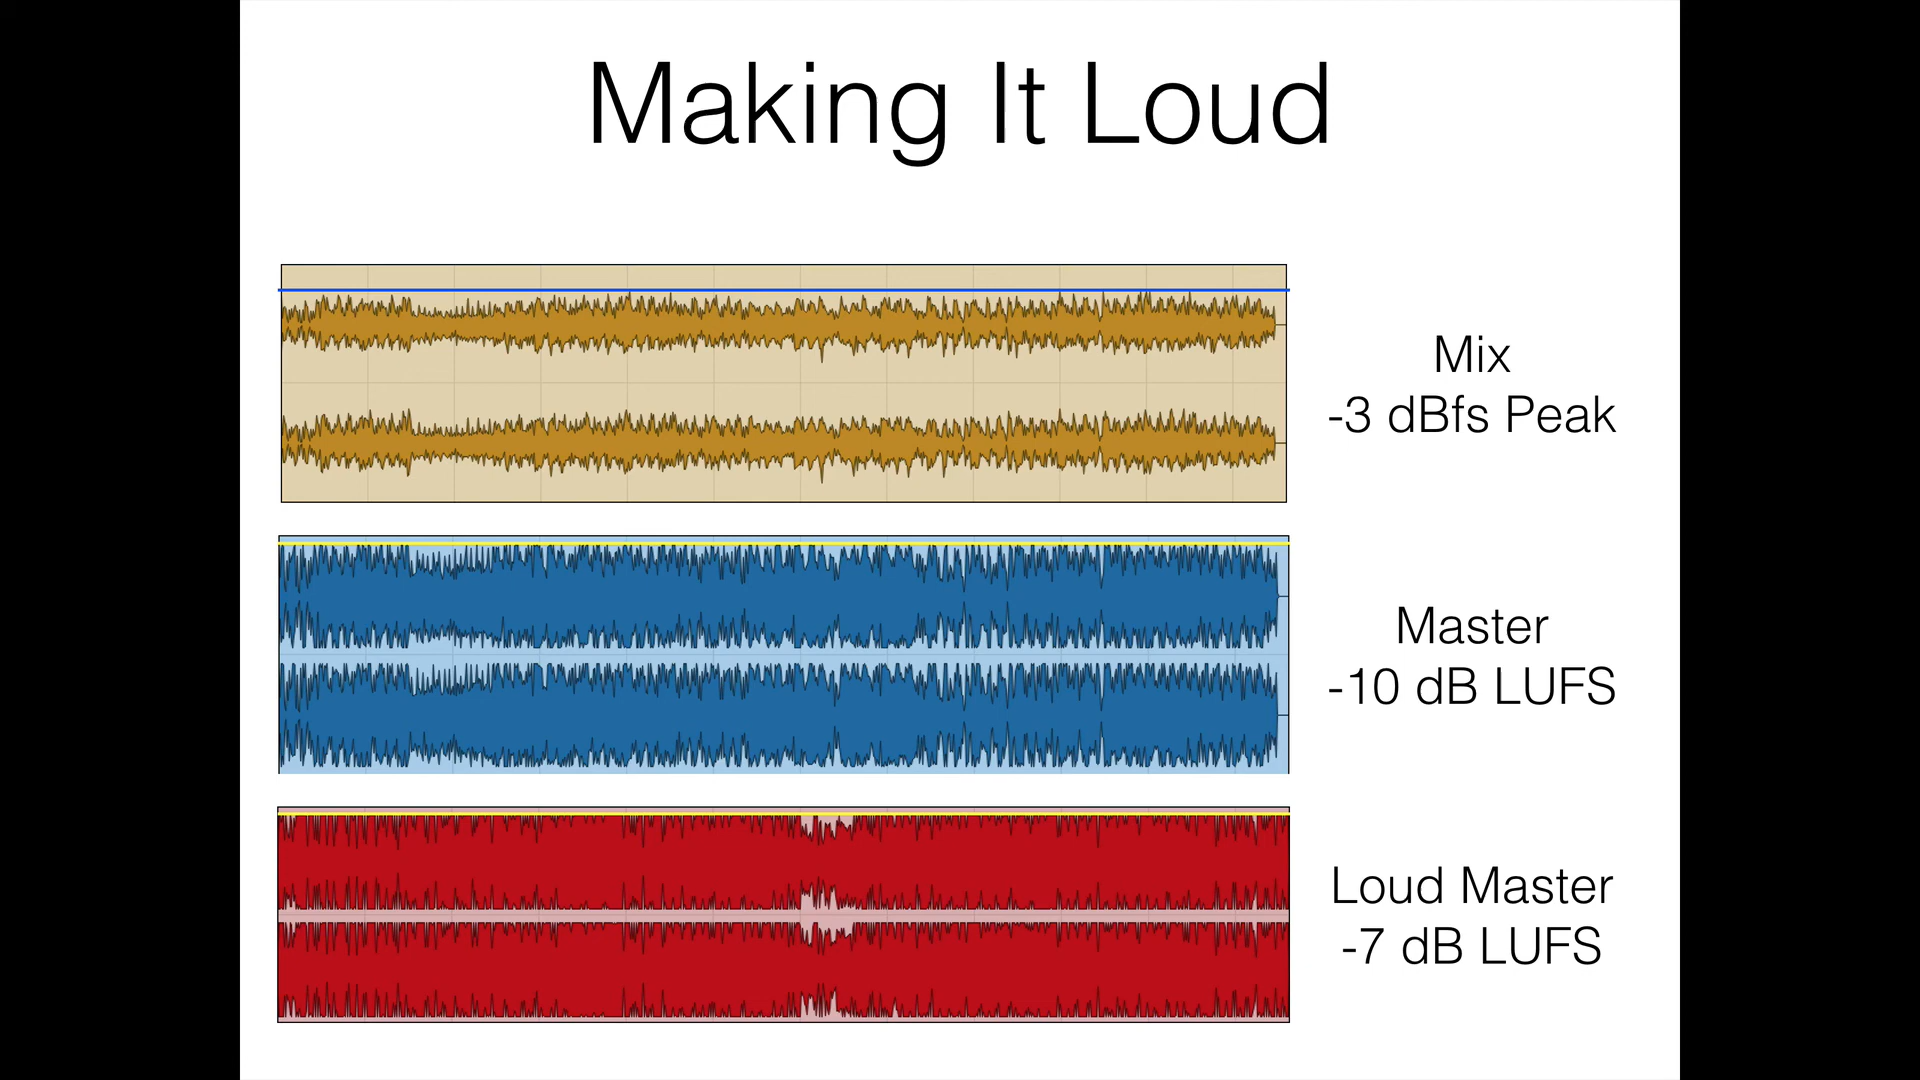 Making It Loud
Mix
-3 dBfs Peak
Master
-10 dB LUFS
Loud Master
-7 dB LUFS